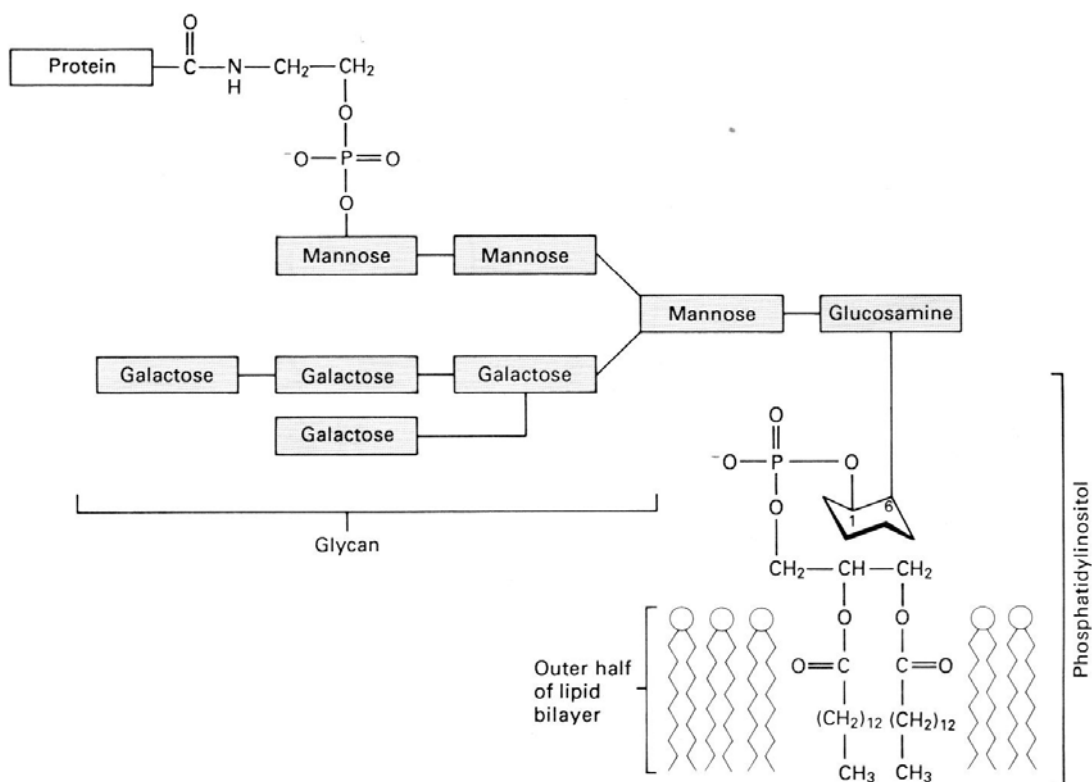 O
Protein
C—N—CH₂—CH₂
H
O
⁻O—P=O
O
Mannose
Mannose
Mannose
Glucosamine
Galactose
Galactose
Galactose
Galactose
Glycan
O
⁻O—P—O
O
1
6
CH₂—CH—CH₂
O
O
O=C
C=O
(CH₂)₁₂
(CH₂)₁₂
CH₃
CH₃
Outer half
of lipid
bilayer
Phosphatidylinositol